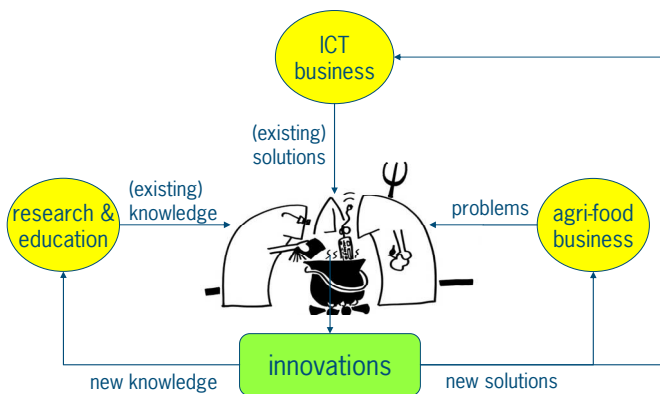 ICT
business
(existing)
solutions
(existing)
knowledge
research &
education
problems
agri-food
business
innovations
new knowledge
new solutions